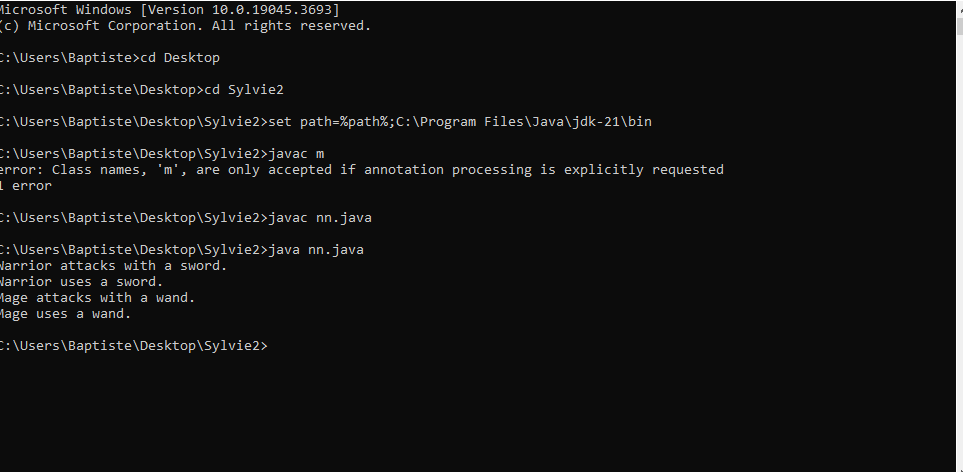 Microsoft Windows [Version 10.0.19045.3693]
(c) Microsoft Corporation. All rights reserved.
C:\Users\Baptiste>cd Desktop
C:\Users\Baptiste\Desktop>cd Sylvie2
C:\Users\Baptiste\Desktop\Sylvie2>set path=%path%;C:\Program Files\Java\jdk-21\bin
C:\Users\Baptiste\Desktop\Sylvie2>javac m
error: Class names, 'm', are only accepted if annotation processing is explicitly requested
1 error
C:\Users\Baptiste\Desktop\Sylvie2>javac nn.java
C:\Users\Baptiste\Desktop\Sylvie2>java nn.java
Warrior attacks with a sword.
Warrior uses a sword.
Mage attacks with a wand.
Mage uses a wand.
C:\Users\Baptiste\Desktop\Sylvie2>